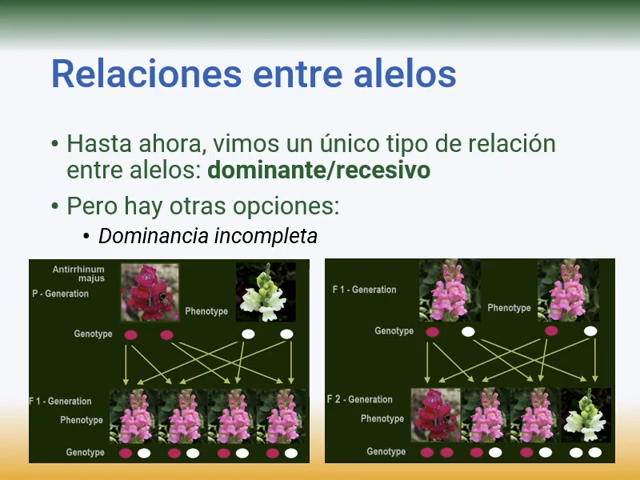 Relaciones entre alelos
• Hasta ahora, vimos un único tipo de relación
entre alelos: dominante/recesivo
• Pero hay otras opciones:
• Dominancia incompleta
Antirrhinum
majus
P - Generation
Phenotype
Genotype
F 1 - Generation
Phenotype
Genotype
F 1 - Generation
Phenotype
Genotype
F 2 - Generation
Phenotype
Genotype